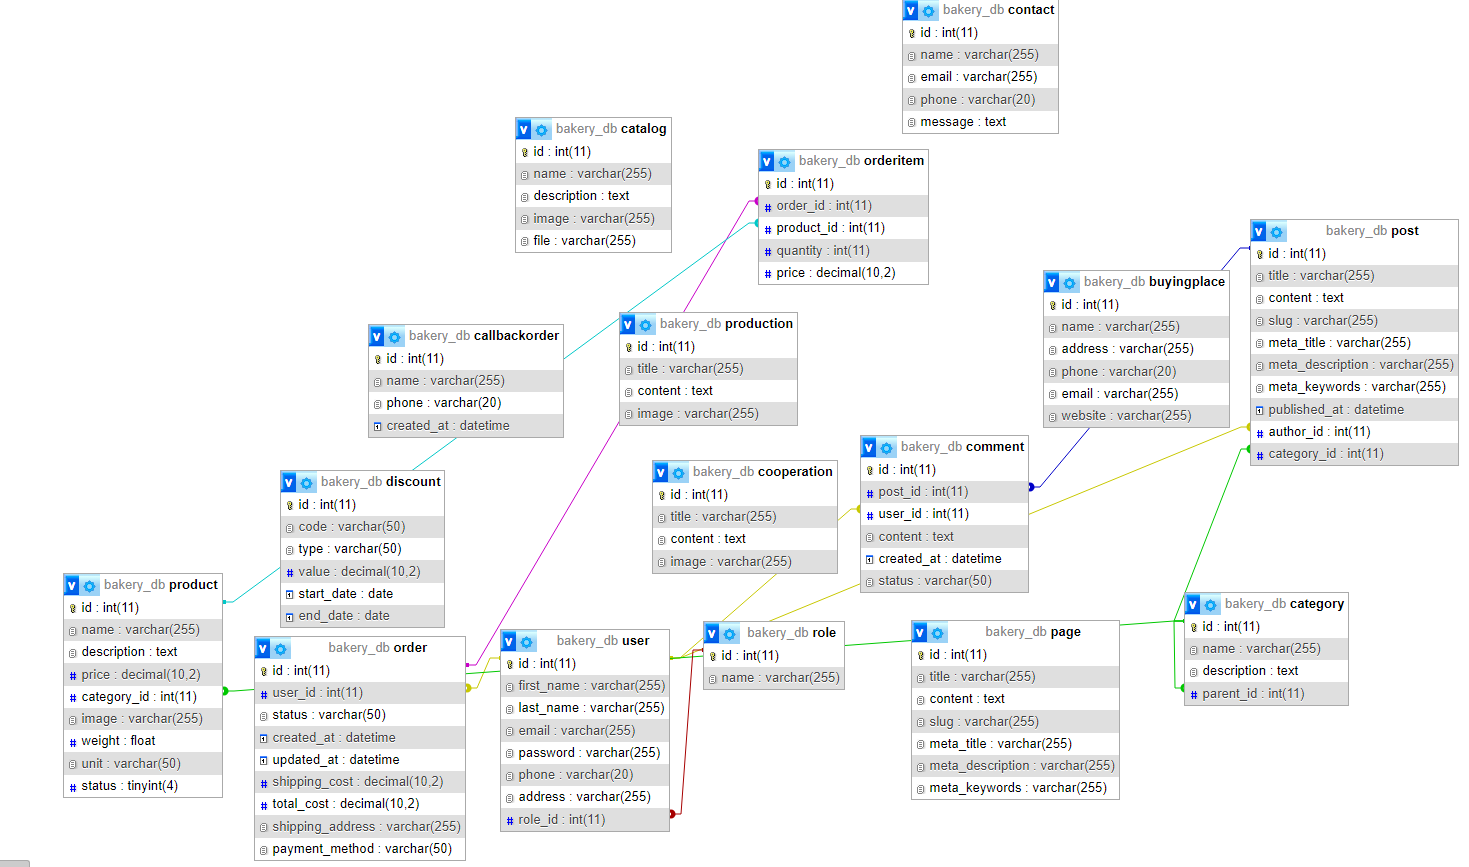 bakery_db contact
id : int(11)
name : varchar(255)
email : varchar(255)
phone : varchar(20)
message : text
bakery_db catalog
id : int(11)
name : varchar(255)
description : text
image : varchar(255)
file : varchar(255)
bakery_db orderitem
id : int(11)
order_id : int(11)
product_id : int(11)
quantity : int(11)
price : decimal(10,2)
bakery_db post
id : int(11)
title : varchar(255)
content : text
slug : varchar(255)
meta_title : varchar(255)
meta_description : varchar(255)
meta_keywords : varchar(255)
published_at : datetime
author_id : int(11)
category_id : int(11)
bakery_db buyingplace
id : int(11)
name : varchar(255)
address : varchar(255)
phone : varchar(20)
email : varchar(255)
website : varchar(255)
bakery_db production
id : int(11)
title : varchar(255)
content : text
image : varchar(255)
bakery_db callbackorder
id : int(11)
name : varchar(255)
phone : varchar(20)
created_at : datetime
bakery_db comment
id : int(11)
post_id : int(11)
user_id : int(11)
content : text
created_at : datetime
status : varchar(50)
bakery_db cooperation
id : int(11)
title : varchar(255)
content : text
image : varchar(255)
bakery_db discount
id : int(11)
code : varchar(50)
type : varchar(50)
value : decimal(10,2)
start_date : date
end_date : date
bakery_db product
id : int(11)
name : varchar(255)
description : text
price : decimal(10,2)
category_id : int(11)
image : varchar(255)
weight : float
unit : varchar(50)
status : tinyint(4)
bakery_db order
id : int(11)
user_id : int(11)
status : varchar(50)
created_at : datetime
updated_at : datetime
shipping_cost : decimal(10,2)
total_cost : decimal(10,2)
shipping_address : varchar(255)
payment_method : varchar(50)
bakery_db user
id : int(11)
first_name : varchar(255)
last_name : varchar(255)
email : varchar(255)
password : varchar(255)
phone : varchar(20)
address : varchar(255)
role_id : int(11)
bakery_db role
id : int(11)
name : varchar(255)
bakery_db page
id : int(11)
title : varchar(255)
content : text
slug : varchar(255)
meta_title : varchar(255)
meta_description : varchar(255)
meta_keywords : varchar(255)
bakery_db category
id : int(11)
name : varchar(255)
description : text
parent_id : int(11)